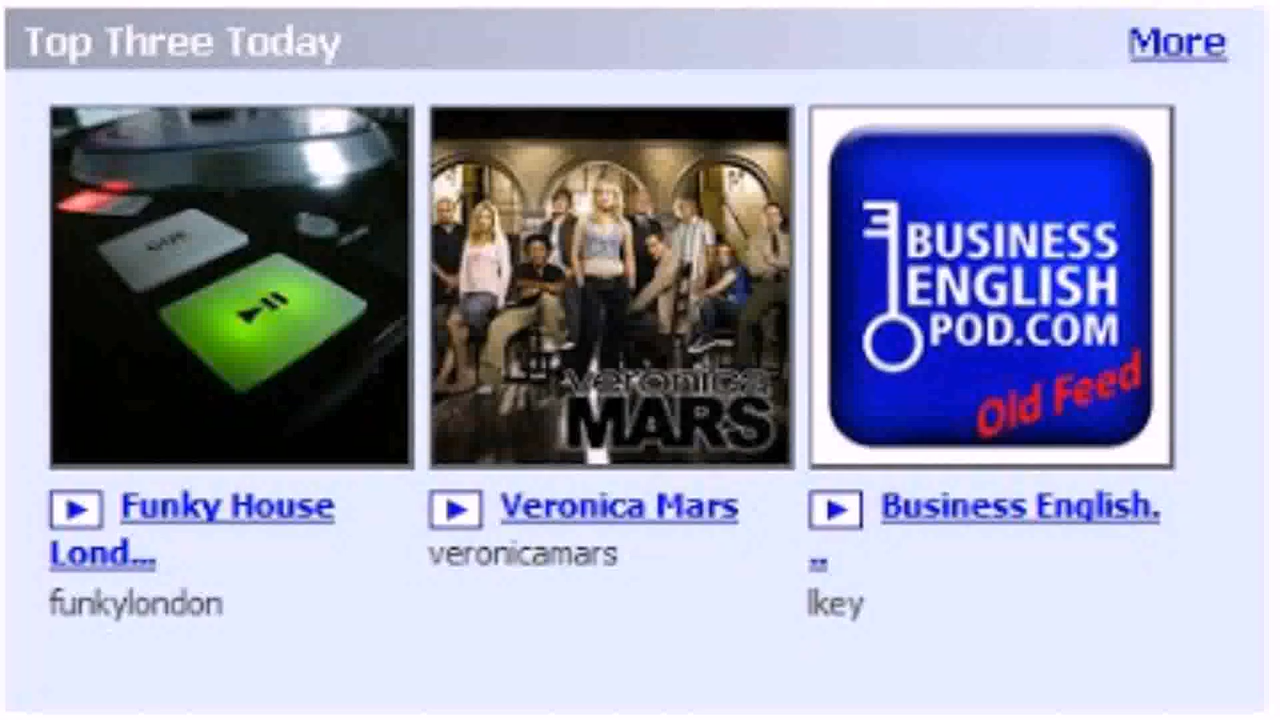 Top Three Today
More
CUE
veronica
MARS
BUSINESS
ENGLISH
POD.COM
Old Feed
Funky House
Lond...
funkylondon
Veronica Mars
veronicamars
Business English.
..
lkey